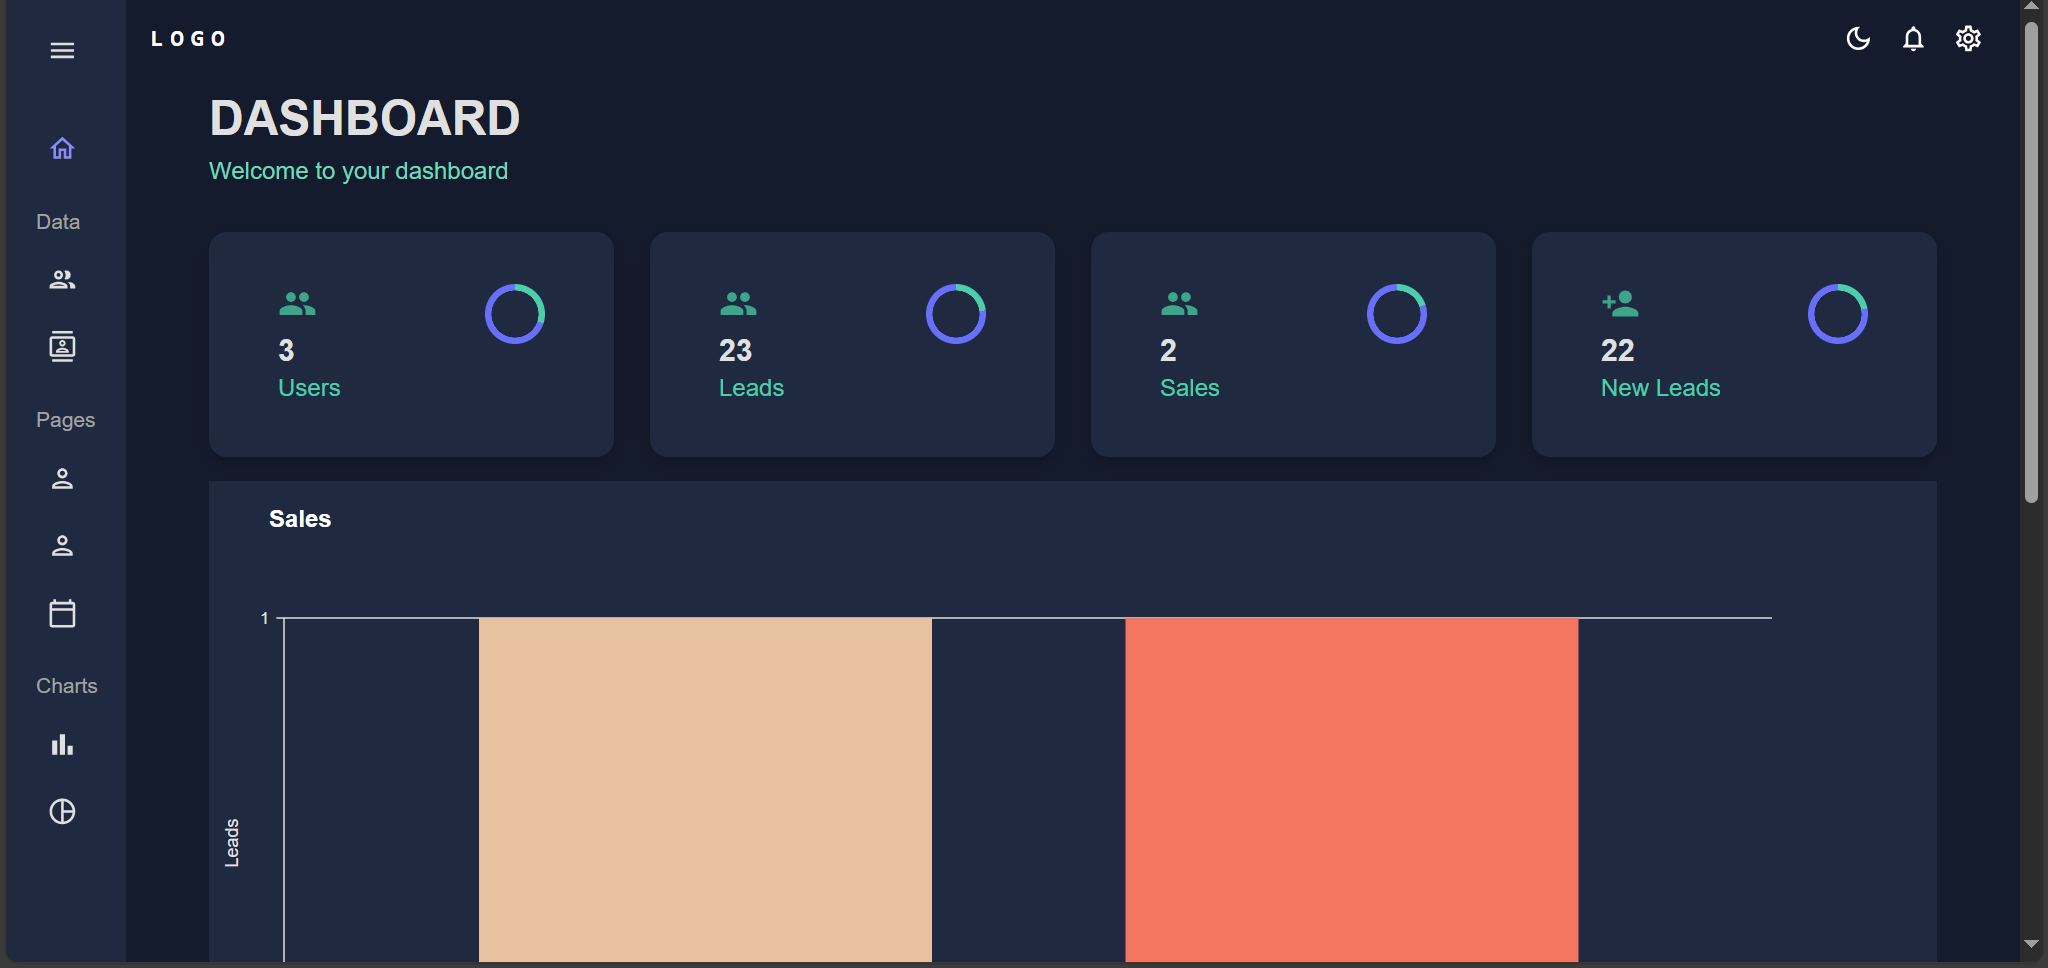 LOGO
DASHBOARD
Welcome to your dashboard
Data
Pages
Charts
3
Users
23
Leads
2
Sales
22
New Leads
Sales
1
Leads